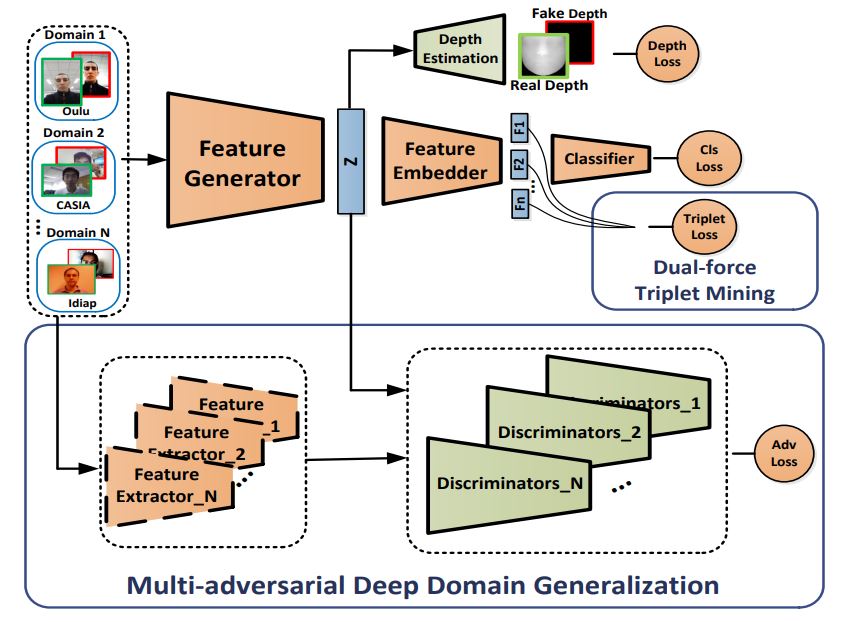 Domain 1
Oulu
Domain 2
CASIA
Domain N
Idiap
Feature
Generator
Z
Depth
Estimation
Fake Depth
Real Depth
Depth
Loss
Feature
Embedder
F1
F2
Fn
Classifier
Cls
Loss
Triplet
Loss
Dual-force
Triplet Mining
Feature
_1
Feature
Extractor_2
Feature
Extractor_N
Discriminators_1
Discriminators_2
Discriminators_N
Adv
Loss
Multi-adversarial Deep Domain Generalization